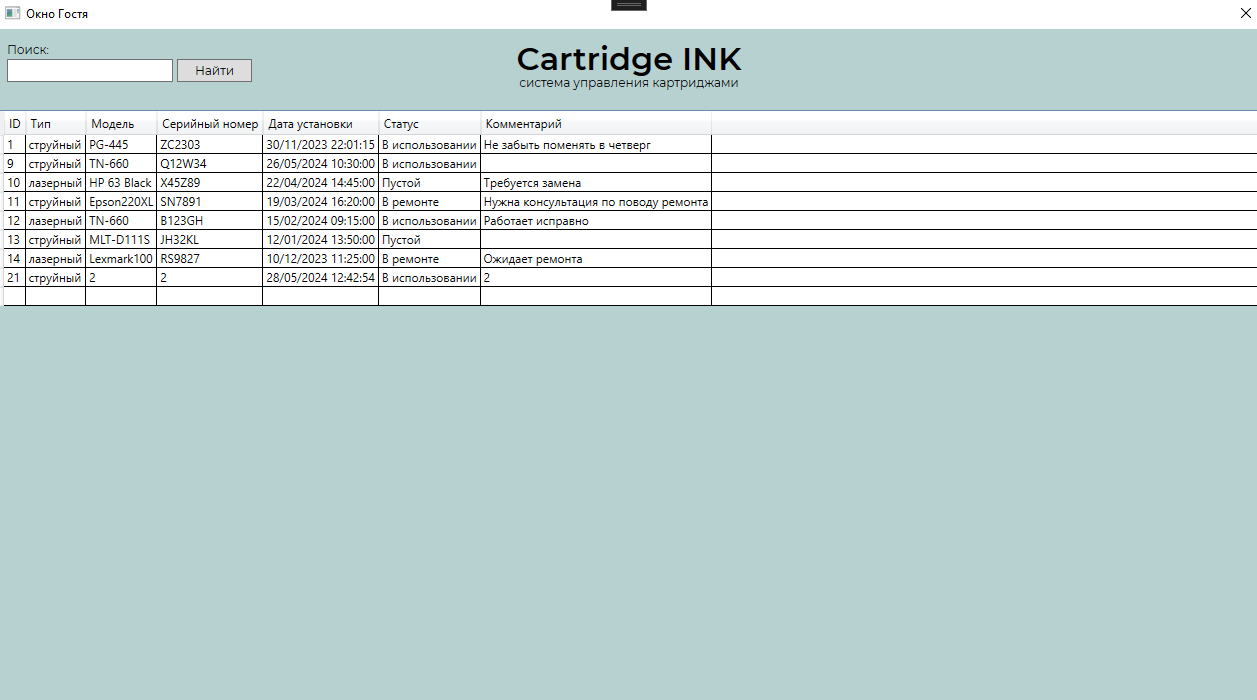 Окно Гостя
Поиск:
Найти
Cartridge INK
система управления картриджами
ID Тип Модель Серийный номер Дата установки Статус Комментарий
1 струйный PG-445 ZC2303 30/11/2023 22:01:15 В использовании Не забыть поменять в четверг
9 струйный TN-660 Q12W34 26/05/2024 10:30:00 В использовании
10 лазерный HP 63 Black X45Z89 22/04/2024 14:45:00 Пустой Требуется замена
11 струйный Epson220XL SN7891 19/03/2024 16:20:00 В ремонте Нужна консультация по поводу ремонта
12 лазерный TN-660 B123GH 15/02/2024 09:15:00 В использовании Работает исправно
13 струйный MLT-D111S JH32KL 12/01/2024 13:50:00 Пустой
14 лазерный Lexmark100 RS9827 10/12/2023 11:25:00 В ремонте Ожидает ремонта
21 струйный 2 2 28/05/2024 12:42:54 В использовании 2